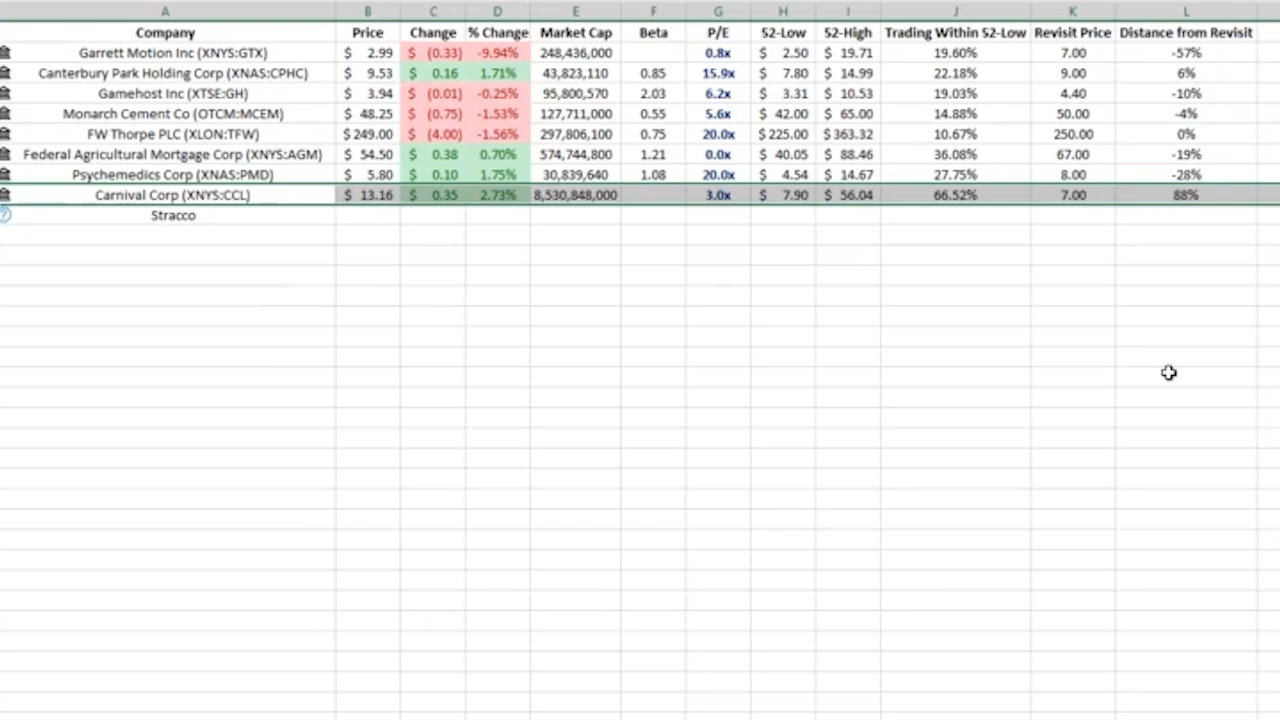 A B C D E F G H I J K L
Company Price Change % Change Market Cap Beta P/E 52-Low 52-High Trading Within 52-Low Revisit Price Distance from Revisit
Garrett Motion Inc (XNYS:GTX) $ 2.99 $ (0.33) -9.94% 248,436,000 0.8x $ 2.50 $ 19.71 19.60% 7.00 -57%
Canterbury Park Holding Corp (XNAS:CPHC) $ 9.53 $ 0.16 1.71% 43,823,110 0.85 15.9x $ 7.80 $ 14.99 22.18% 9.00 6%
Gamehost Inc (XTSE:GH) $ 3.94 $ (0.01) -0.25% 95,800,570 2.03 6.2x $ 3.31 $ 10.53 19.03% 4.40 -10%
Monarch Cement Co (OTCM:MCEM) $ 48.25 $ (0.75) -1.53% 127,711,000 0.55 5.6x $ 42.00 $ 65.00 14.88% 50.00 -4%
FW Thorpe PLC (XLON:TFW) $ 249.00 $ (4.00) -1.56% 297,806,100 0.75 20.0x $ 225.00 $ 363.32 10.67% 250.00 0%
Federal Agricultural Mortgage Corp (XNYS:AGM) $ 54.50 $ 0.38 0.70% 574,744,800 1.21 0.0x $ 40.05 $ 88.46 36.08% 67.00 -19%
Psychemedics Corp (XNAS:PMD) $ 5.80 $ 0.10 1.75% 30,839,640 1.08 20.0x $ 4.54 $ 14.67 27.75% 8.00 -28%
Carnival Corp (XNYS:CCL) $ 13.16 $ 0.35 2.73% 8,530,848,000 3.0x $ 7.90 $ 56.04 66.52% 7.00 88%
Stracco